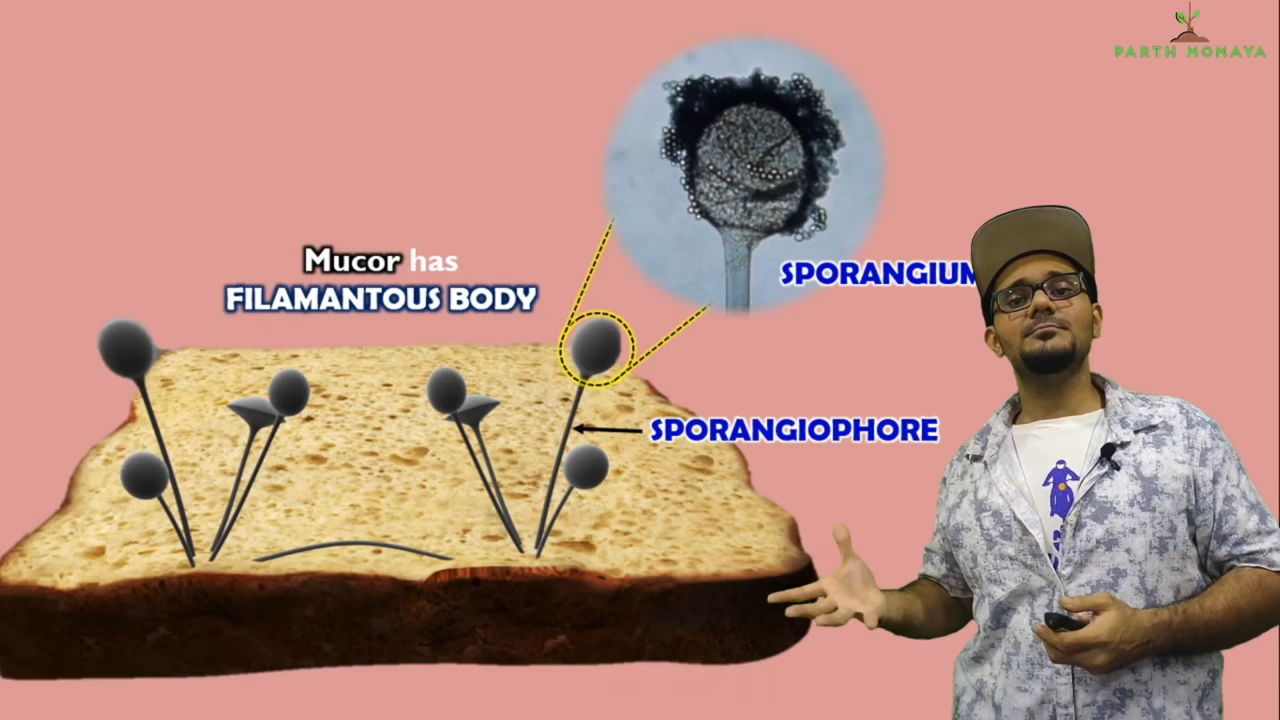 PARTH MOMAYA
Mucor has
FILAMANTOUS BODY
SPORANGIUM
SPORANGIOPHORE